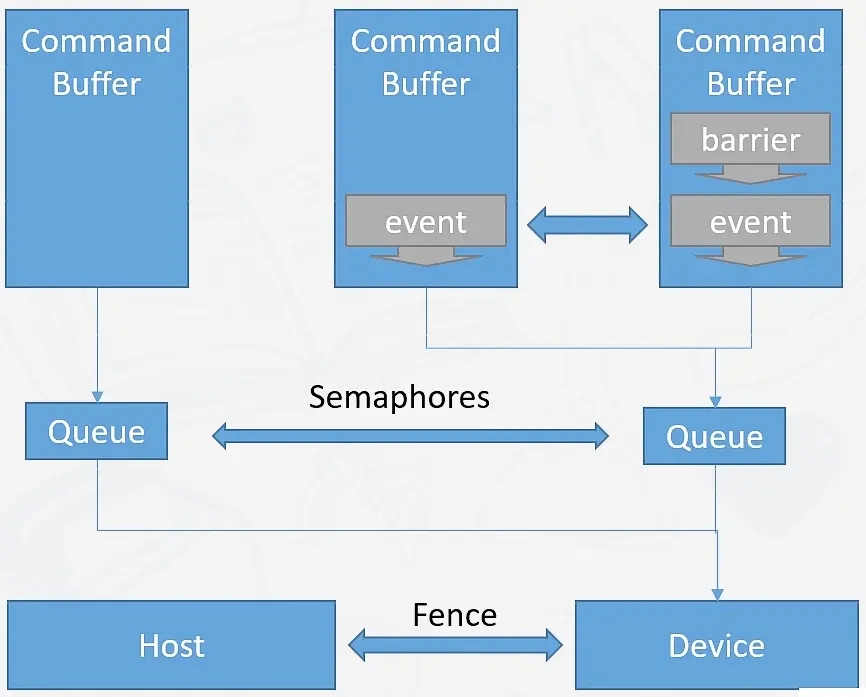 Command
Buffer
Command
Buffer
event
Command
Buffer
barrier
event
Semaphores
Queue
Queue
Fence
Host
Device